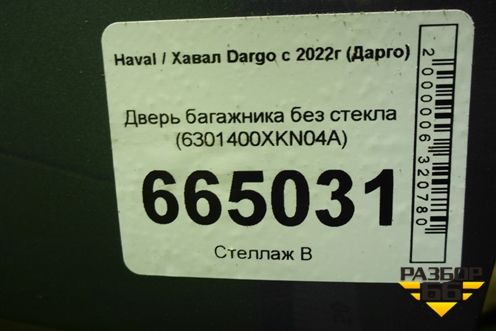 Haval / Хавал Dargo с 2022г (Дарго)
Дверь багажника без стекла
(6301400XKN04A)
665031
Стеллаж В
2000006320780
РАЗБОР
66